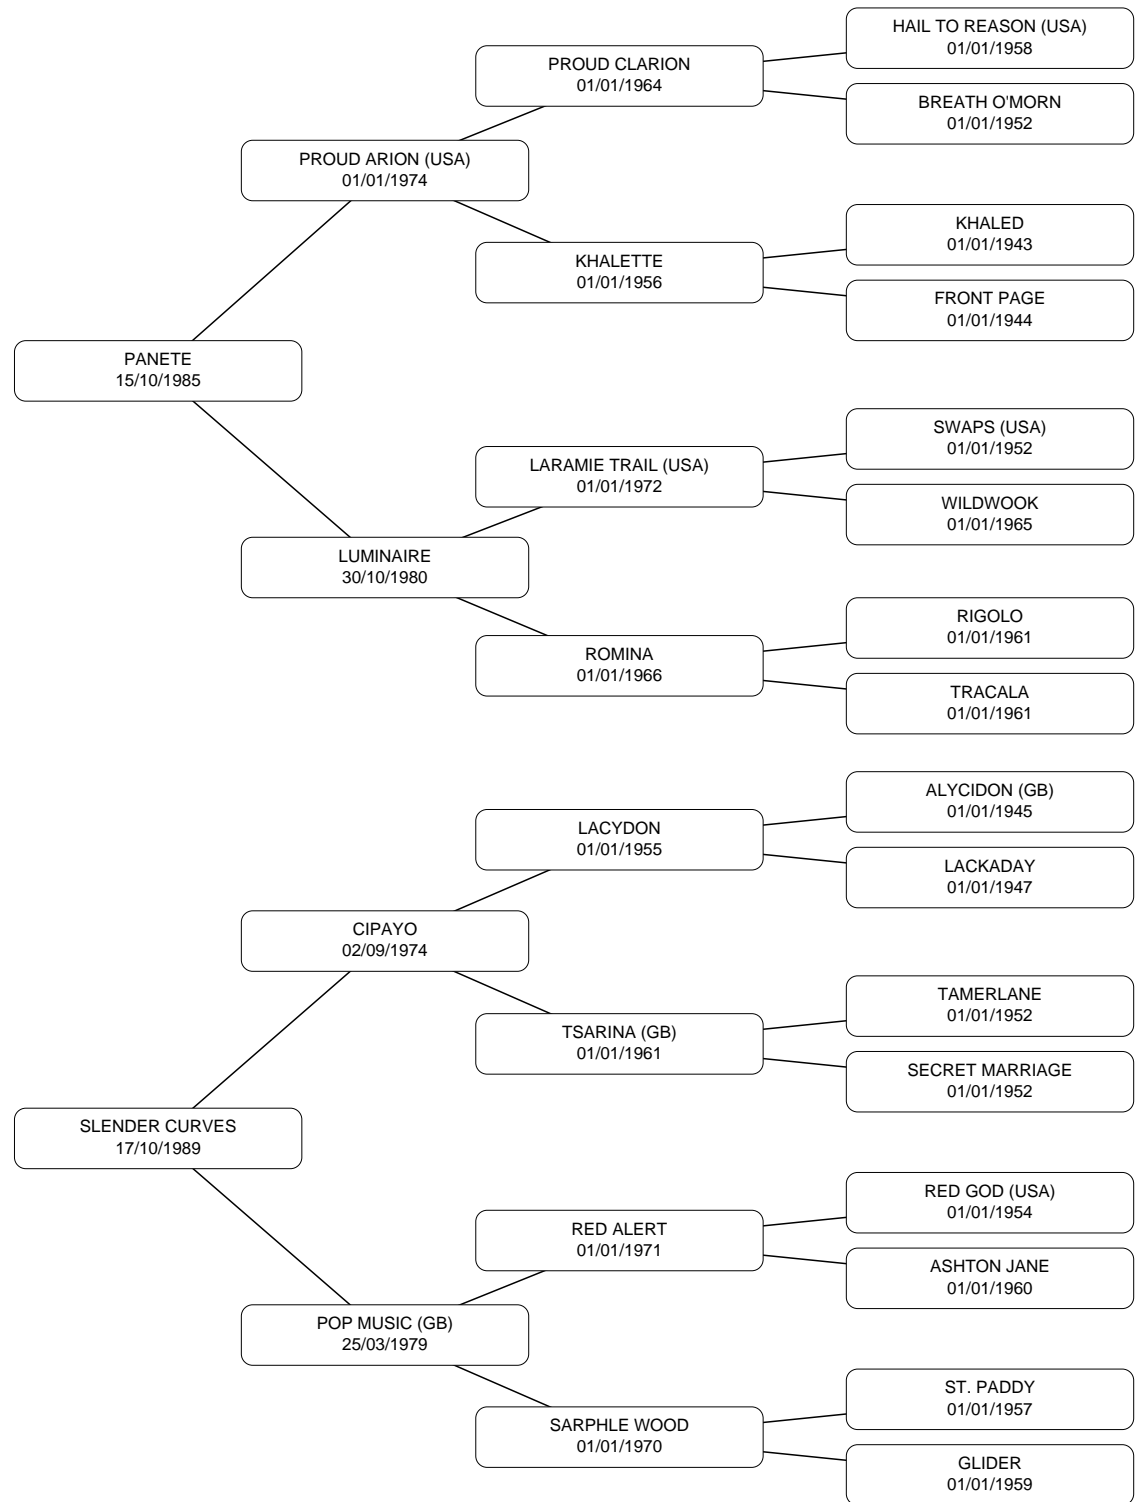 HAIL TO REASON (USA)
01/01/1958
PROUD CLARION
01/01/1964
BREATH O'MORN
01/01/1952
PROUD ARION (USA)
01/01/1974
KHALED
01/01/1943
KHALETTE
01/01/1956
FRONT PAGE
01/01/1944
PANETE
15/10/1985
SWAPS (USA)
01/01/1952
LARAMIE TRAIL (USA)
01/01/1972
WILDWOOK
01/01/1965
LUMINAIRE
30/10/1980
RIGOLO
01/01/1961
ROMINA
01/01/1966
TRACALA
01/01/1961
ALYCIDON (GB)
01/01/1945
LACYDON
01/01/1955
LACKADAY
01/01/1947
CIPAYO
02/09/1974
TAMERLANE
01/01/1952
TSARINA (GB)
01/01/1961
SECRET MARRIAGE
01/01/1952
SLENDER CURVES
17/10/1989
RED GOD (USA)
01/01/1954
RED ALERT
01/01/1971
ASHTON JANE
01/01/1960
POP MUSIC (GB)
25/03/1979
ST. PADDY
01/01/1957
SARPHLE WOOD
01/01/1970
GLIDER
01/01/1959